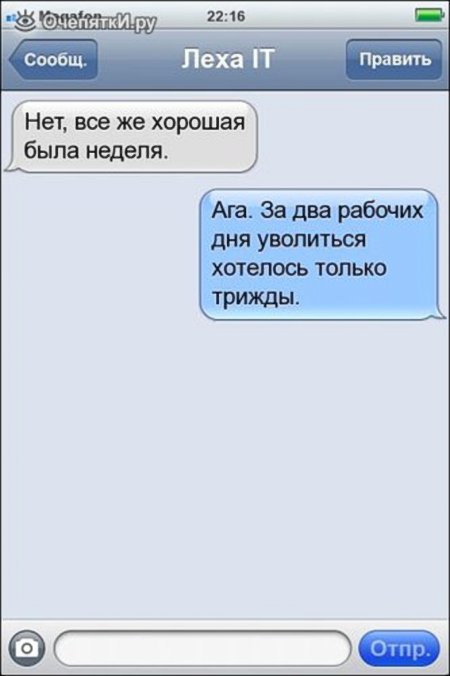 ОчепяткИ.ру
22:16
Сообщ.
Леха IT
Править
Нет, все же хорошая
была неделя.
Ага. За два рабочих
дня уволиться
хотелось только
трижды.
Отпр.